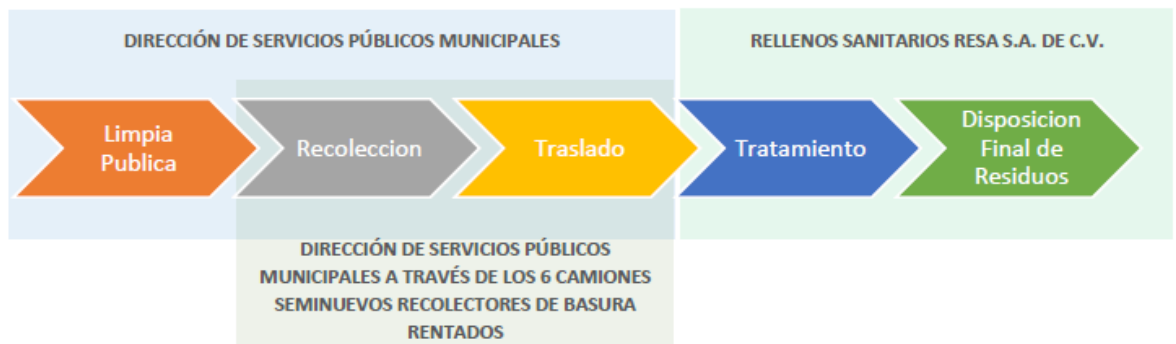 DIRECCIÓN DE SERVICIOS PÚBLICOS MUNICIPALES
RELLENOS SANITARIOS RESA S.A. DE C.V.
Limpia
Publica
Recoleccion
Traslado
Tratamiento
Disposicion
Final de
Residuos
DIRECCIÓN DE SERVICIOS PÚBLICOS
MUNICIPALES A TRAVÉS DE LOS 6 CAMIONES
SEMINUEVOS RECOLECTORES DE BASURA
RENTADOS